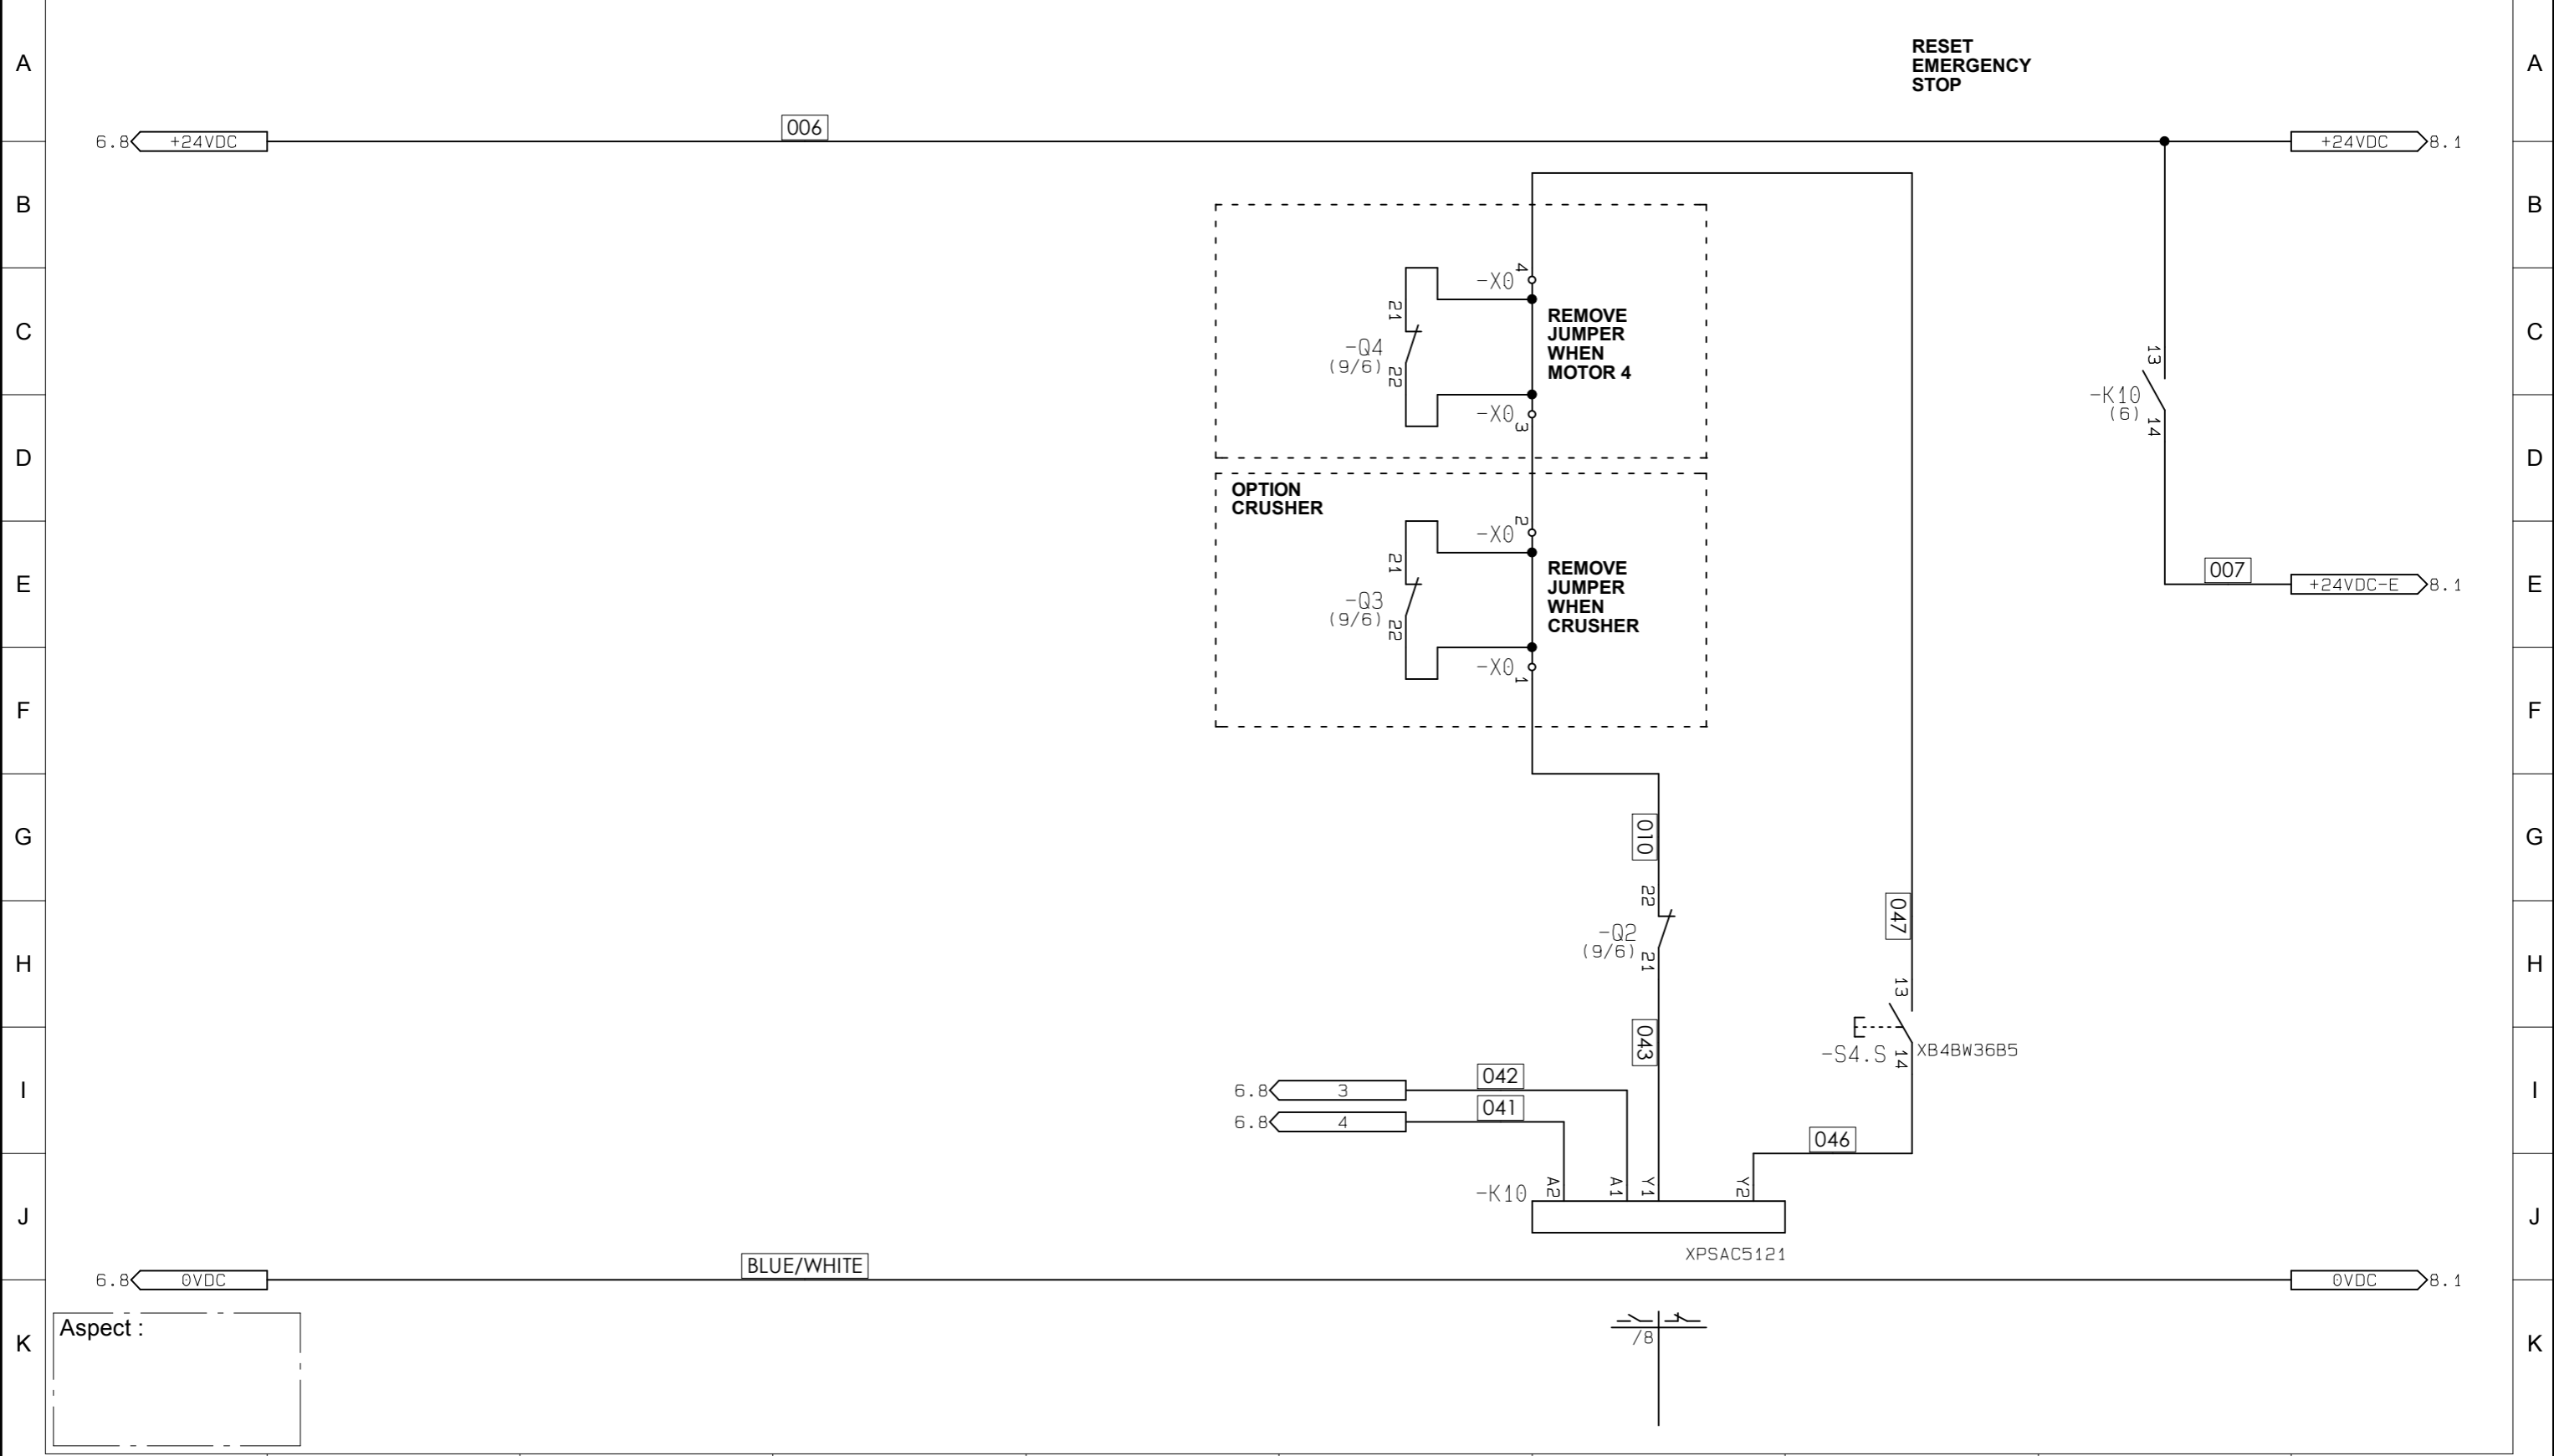 A
RESET
EMERGENCY
STOP
A
006
6.8 +24VDC
+24VDC 8.1
B
B
-X0 4
21
-Q4
(9/6)
22
REMOVE
JUMPER
WHEN
MOTOR 4
C
C
13
-K10
(6)
14
-X0 3
D
D
OPTION
CRUSHER
-X0 2
21
-Q3
(9/6)
22
REMOVE
JUMPER
WHEN
CRUSHER
E
E
007
+24VDC-E 8.1
-X0 1
F
F
G
G
010
22
-Q2
(9/6)
21
047
H
H
13
-S4.S
14
XB4BW36B5
043
I
I
6.8 3
042
6.8 4
041
046
J
J
-K10
A2
A1
Y1
Y2
XPSAC5121
BLUE/WHITE
6.8 0VDC
0VDC 8.1
Aspect :
K
/8
K